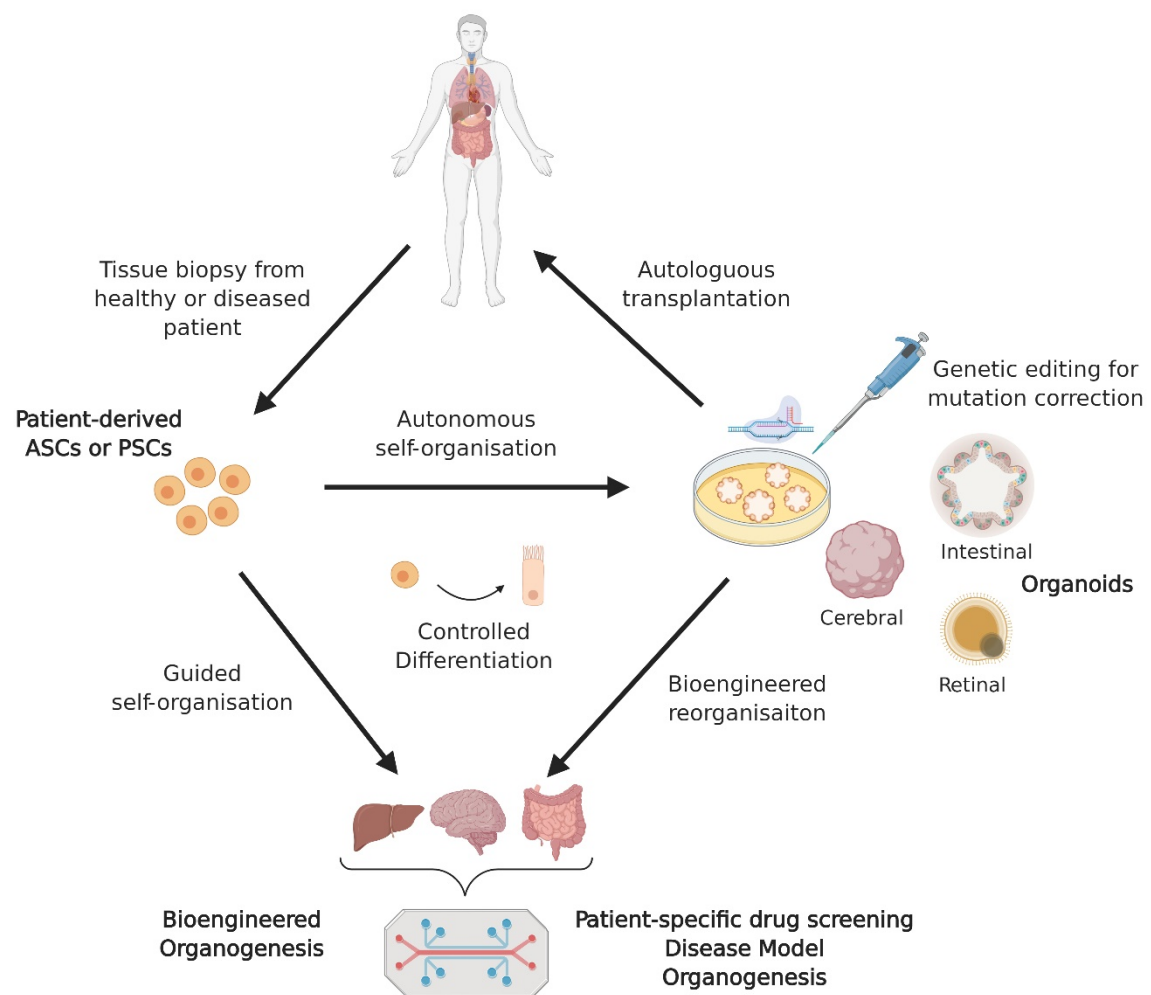 Tissue biopsy from
healthy or diseased
patient
Autologuous
transplantation
Genetic editing for
mutation correction
Patient-derived
ASCs or PSCs
Autonomous
self-organisation
Intestinal
Organoids
Cerebral
Retinal
Controlled
Differentiation
Guided
self-organisation
Bioengineered
reorganisaiton
Bioengineered
Organogenesis
Patient-specific drug screening
Disease Model
Organogenesis